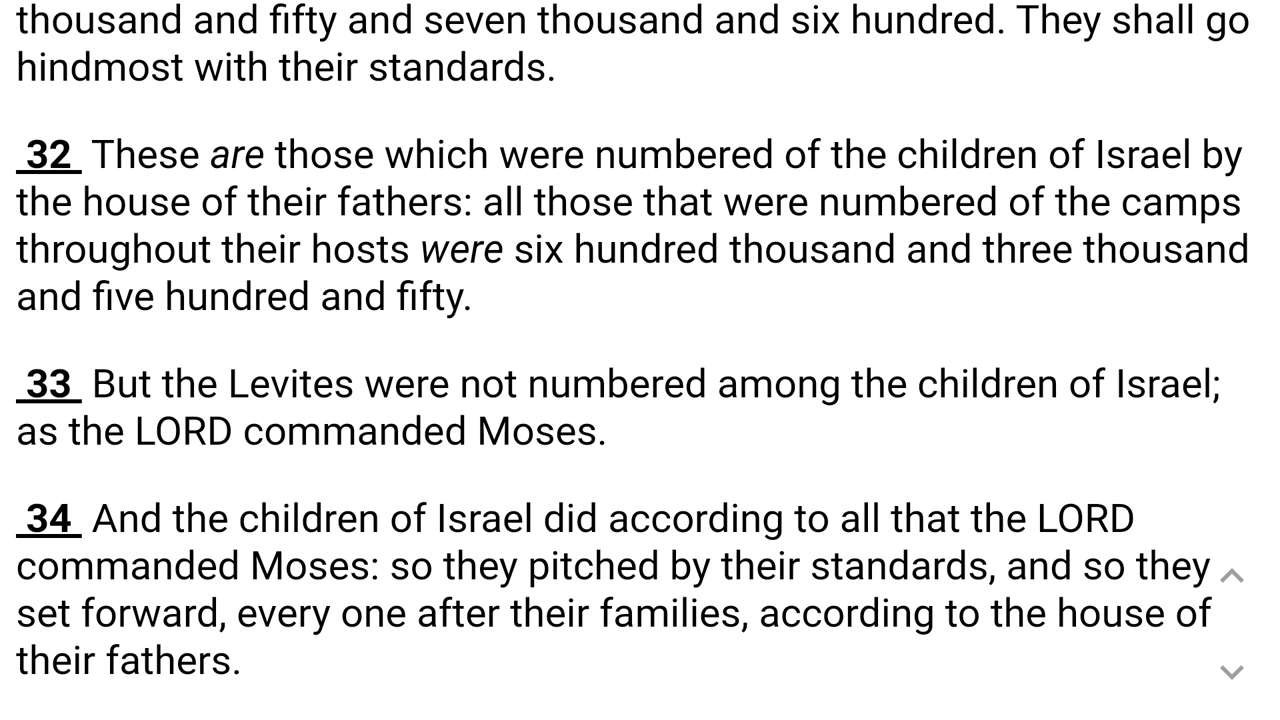 thousand and fifty and seven thousand and six hundred. They shall go
hindmost with their standards.
32 These are those which were numbered of the children of Israel by
the house of their fathers: all those that were numbered of the camps
throughout their hosts were six hundred thousand and three thousand
and five hundred and fifty.
33 But the Levites were not numbered among the children of Israel;
as the LORD commanded Moses.
34 And the children of Israel did according to all that the LORD
commanded Moses: so they pitched by their standards, and so they
set forward, every one after their families, according to the house of
their fathers.